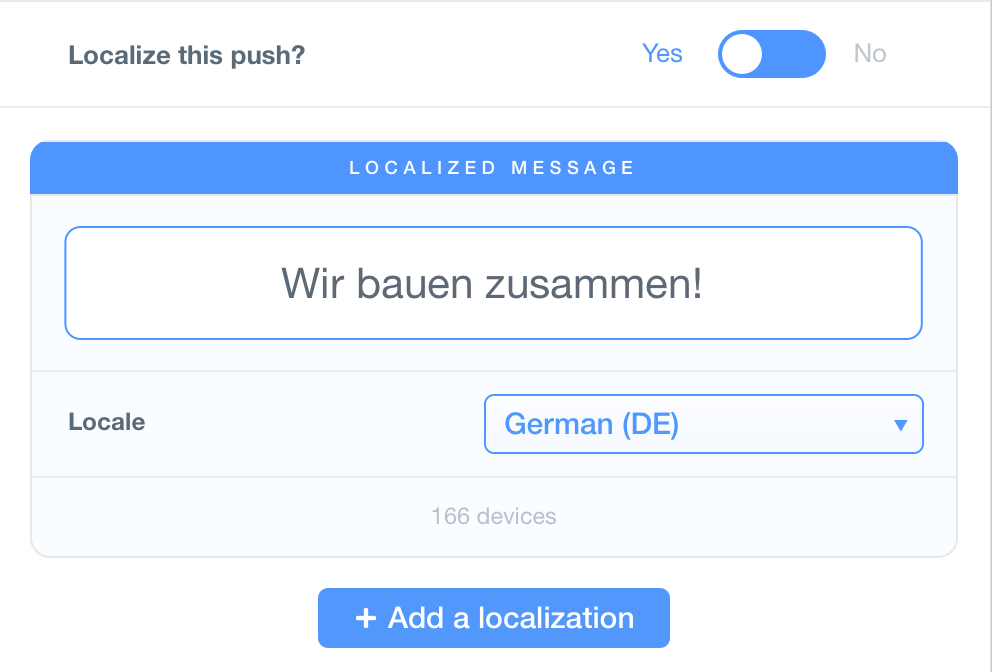 Localize this push? Yes No
LOCALIZED MESSAGE
Wir bauen zusammen!
Locale German (DE)
166 devices
+ Add a localization